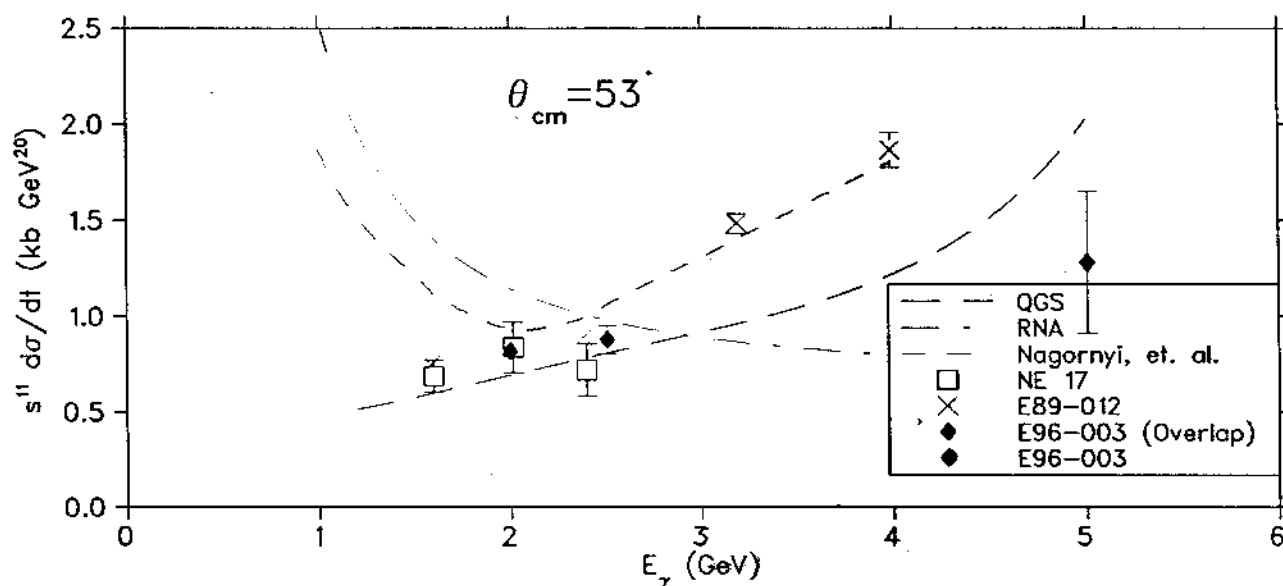 2.5
2.0
1.5
1.0
0.5
0.0
s¹¹ dσ/dt (kb GeV²⁰)
θcm=53°
QGS
RNA
Nagornyi, et. al.
NE 17
E89-012
E96-003 (Overlap)
E96-003
0 1 2 3 4 5 6
Eγ (GeV)